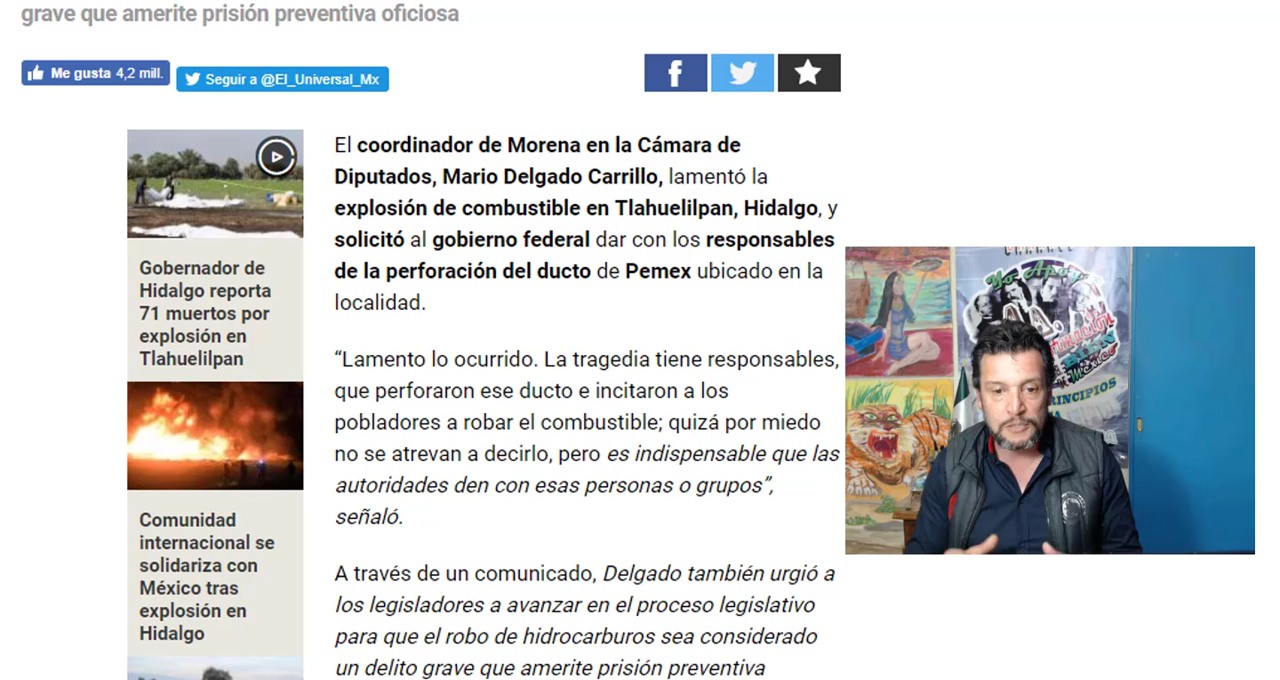 grave que amerite prisión preventiva oficiosa
Me gusta 4,2 mill.
Seguir a @El_Universal_Mx
Gobernador de
Hidalgo reporta
71 muertos por
explosión en
Tlahuelilpan
Comunidad
internacional se
solidariza con
México tras
explosión en
Hidalgo
El coordinador de Morena en la Cámara de
Diputados, Mario Delgado Carrillo, lamentó la
explosión de combustible en Tlahuelilpan, Hidalgo, y
solicitó al gobierno federal dar con los responsables
de la perforación del ducto de Pemex ubicado en la
localidad.
“Lamento lo ocurrido. La tragedia tiene responsables,
que perforaron ese ducto e incitaron a los
pobladores a robar el combustible; quizá por miedo
no se atrevan a decirlo, pero es indispensable que las
autoridades den con esas personas o grupos”,
señaló.
A través de un comunicado, Delgado también urgió a
los legisladores a avanzar en el proceso legislativo
para que el robo de hidrocarburos sea considerado
un delito grave que amerite prisión preventiva
Yo Apoyo
México
PRINCIPIOS